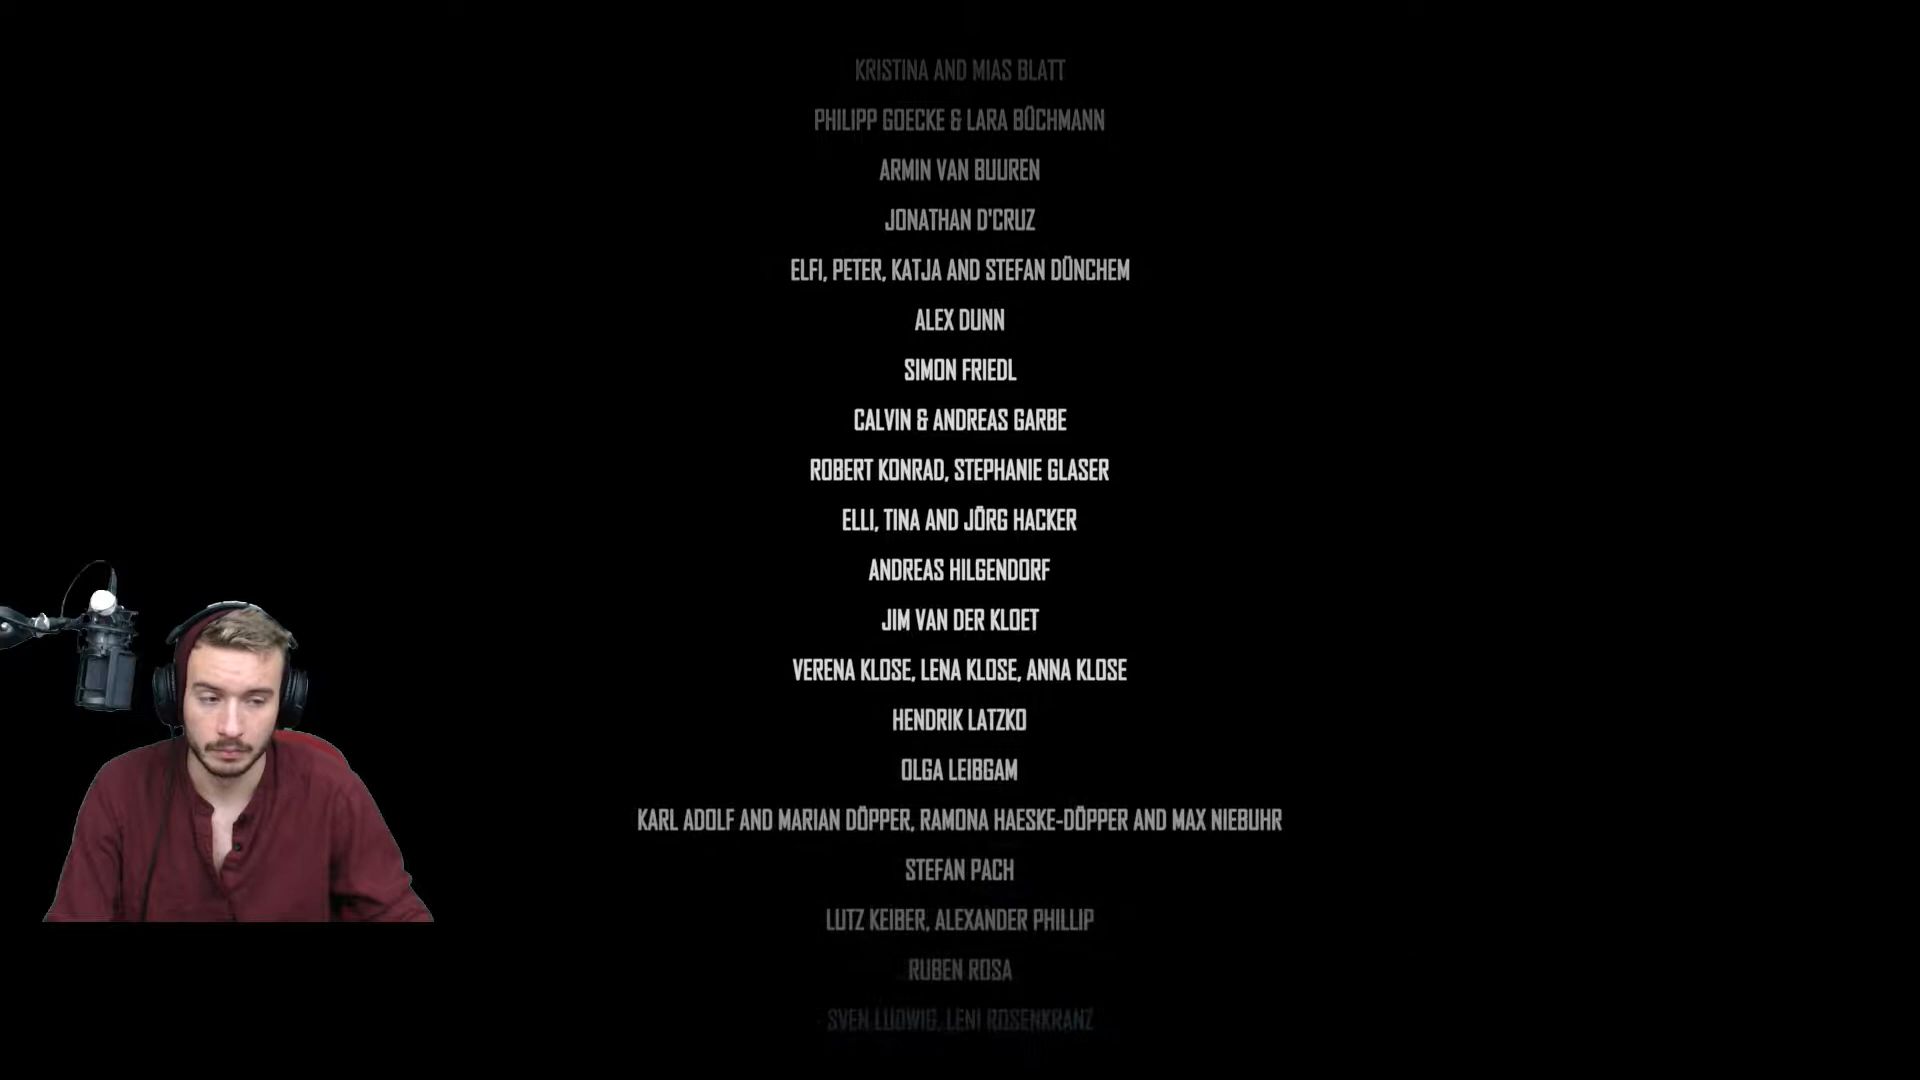 KRISTINA AND MIAS BLATT
PHILIPP GOECKE & LARA BÜCHMANN
ARMIN VAN BUUREN
JONATHAN D'CRUZ
ELFI, PETER, KATJA AND STEFAN DÜNCHEM
ALEX DUNN
SIMON FRIEDL
CALVIN & ANDREAS GARBE
ROBERT KONRAD, STEPHANIE GLASER
ELLI, TINA AND JÖRG HACKER
ANDREAS HILGENDORF
JIM VAN DER KLOET
VERENA KLOSE, LENA KLOSE, ANNA KLOSE
HENDRIK LATZKO
OLGA LEIBGAM
KARL ADOLF AND MARIAN DÖPPER, RAMONA HAESKE-DÖPPER AND MAX NIEBUHR
STEFAN PACH
LUTZ KEIBER, ALEXANDER PHILLIP
RUBEN ROSA
SVEN LUDWIG, LENI ROSENKRANZ